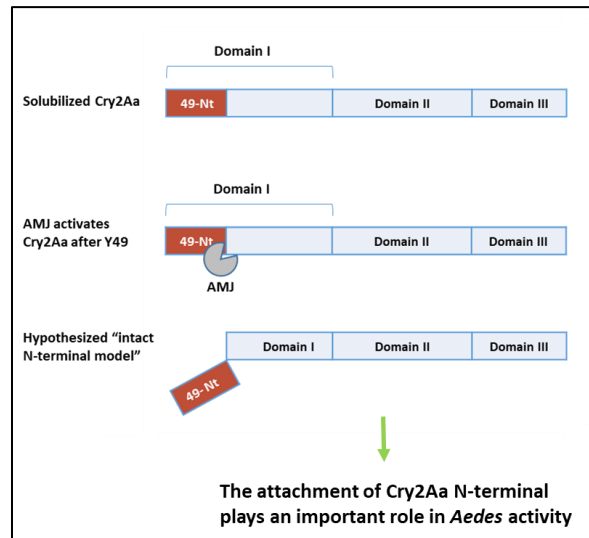 Domain I
Solubilized Cry2Aa
49-Nt
Domain II
Domain III
Domain I
AMJ activates
Cry2Aa after Y49
49-Nt
Domain II
Domain III
AMJ
Hypothesized “intact
N-terminal model”
Domain I
Domain II
Domain III
49- Nt
The attachment of Cry2Aa N-terminal
plays an important role in Aedes activity